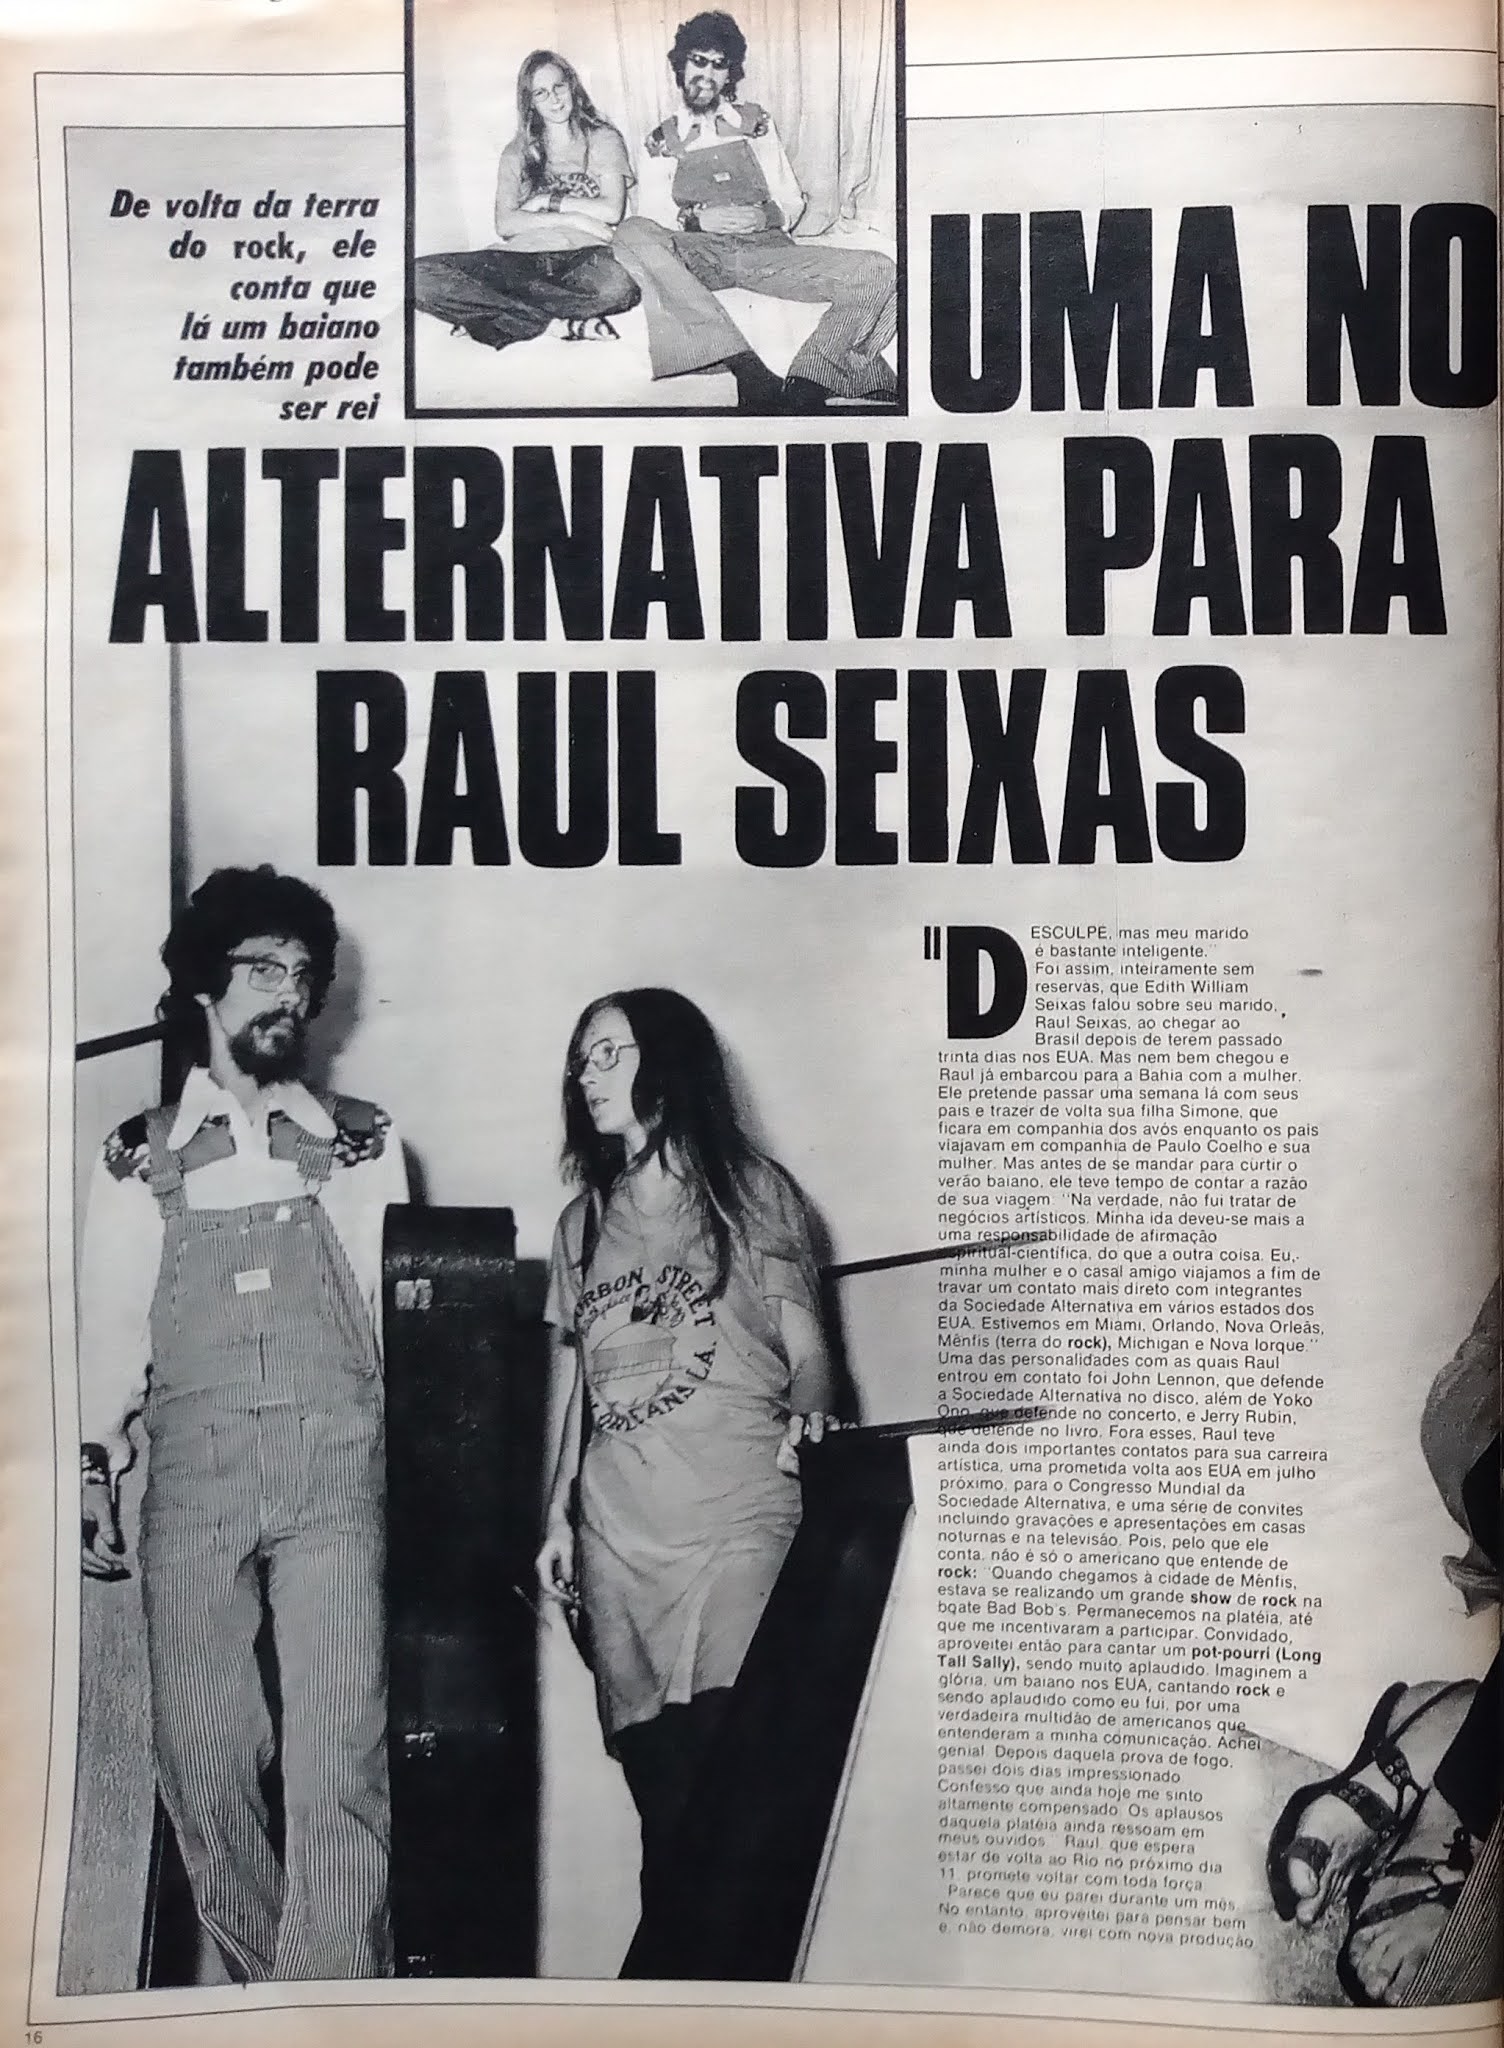 De volta da terra
do rock, ele
conta que
lá um baiano
também pode
ser rei
UMA NO
ALTERNATIVA PARA
RAUL SEIXAS
"DESCULPE, mas meu marido
é bastante inteligente."
Foi assim, inteiramente sem
reservas, que Edith William
Seixas falou sobre seu marido,
Raul Seixas, ao chegar ao
Brasil depois de terem passado
trinta dias nos EUA. Mas nem bem chegou e
Raul já embarcou para a Bahia com a mulher.
Ele pretende passar uma semana lá com seus
pais e trazer de volta sua filha Simone, que
ficara em companhia dos avós enquanto os pais
viajavam em companhia de Paulo Coelho e sua
mulher. Mas antes de se mandar para curtir o
verão baiano, ele teve tempo de contar a razão
de sua viagem: "Na verdade, não fui tratar de
negócios artísticos. Minha ida deveu-se mais a
uma responsabilidade de afirmação
espiritual-científica, do que a outra coisa. Eu,
minha mulher e o casal amigo viajamos a fim de
travar um contato mais direto com integrantes
da Sociedade Alternativa em vários estados dos
EUA. Estivemos em Miami, Orlando, Nova Orleãs,
Mênfis (terra do rock), Michigan e Nova Iorque."
Uma das personalidades com as quais Raul
entrou em contato foi John Lennon, que defende
a Sociedade Alternativa no disco, além de Yoko
Ono, que defende no concerto, e Jerry Rubin,
que defende no livro. Fora esses, Raul teve
ainda dois importantes contatos para sua carreira
artística, uma prometida volta aos EUA em julho
próximo, para o Congresso Mundial da
Sociedade Alternativa, e uma série de convites
incluindo gravações e apresentações em casas
noturnas e na televisão. Pois, pelo que ele
conta, não é só o americano que entende de
rock: "Quando chegamos à cidade de Mênfis,
estava se realizando um grande show de rock na
bqate Bad Bob's. Permanecemos na platéia, até
que me incentivaram a participar. Convidado,
aproveitei então para cantar um pot-pourri (Long
Tall Sally), sendo muito aplaudido. Imaginem a
glória, um baiano nos EUA, cantando rock e
sendo aplaudido como eu fui, por uma
verdadeira multidão de americanos que
entenderam a minha comunicação. Achei
genial. Depois daquela prova de fogo,
passei dois dias impressionado
Confesso que ainda hoje me sinto
altamente compensado. Os aplausos
daquela platéia ainda ressoam em
meus ouvidos." Raul, que espera
estar de volta ao Rio no próximo dia
11, promete voltar com toda força
"Parece que eu parei durante um mês
No entanto, aproveitei para pensar bem
e, não demora, virei com nova produção
BOURBON STREET
ORLEANS LA.
16